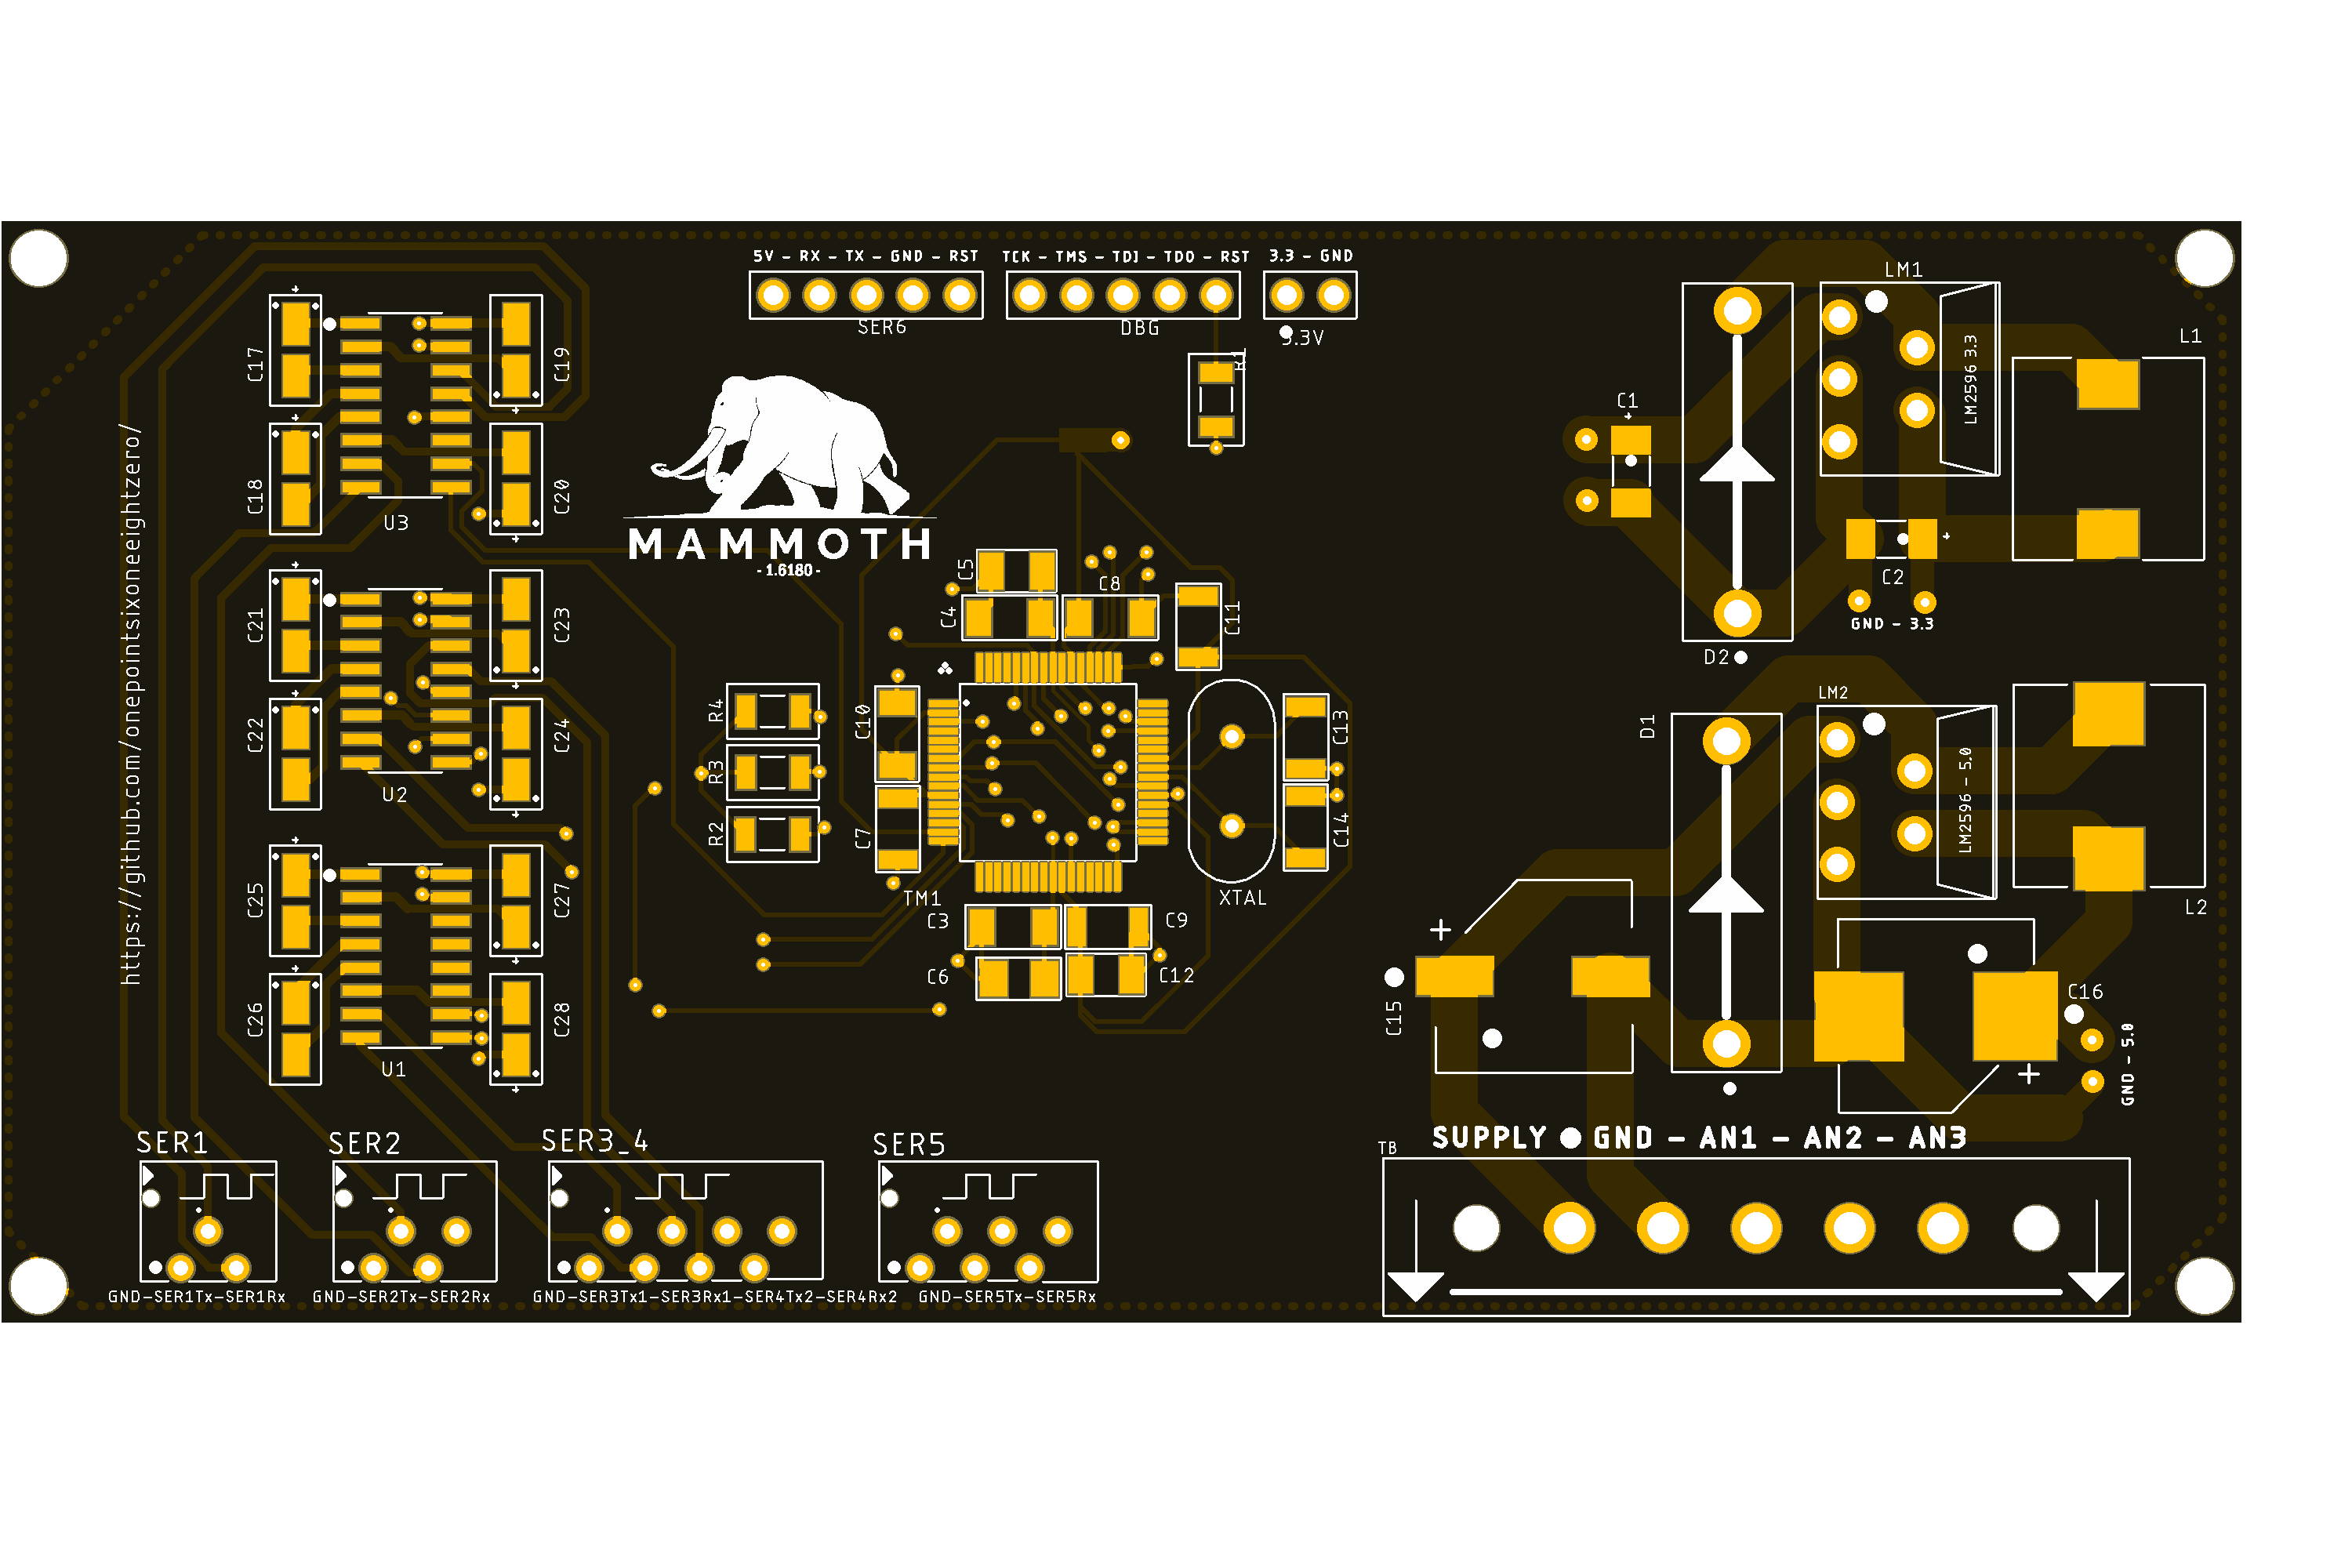 5V - RX - TX - GND - RST
TCK - TMS - TDI - TDO - RST
3.3 - GND
SER6
DBG
3.3V
R1
LM1
LM2596 3.3
L1
C17
C19
C18
C20
U3
https://github.com/onepointsixoneeightzero/
MAMMOTH
- 1.6180 -
C1
+
C2
+
GND - 3.3
D2
C5
C4
C8
C11
C21
C23
C22
C24
U2
R4
R3
R2
C10
C7
C13
C14
XTAL
TM1
C3
C9
C6
C12
D1
LM2
LM2596 - 5.0
L2
C25
C27
C26
C28
U1
+
C15
C16
+
GND - 5.0
SER1
SER2
SER3_4
SER5
TB
SUPPLY ● GND - AN1 - AN2 - AN3
GND-SER1Tx-SER1Rx
GND-SER2Tx-SER2Rx
GND-SER3Tx1-SER3Rx1-SER4Tx2-SER4Rx2
GND-SER5Tx-SER5Rx